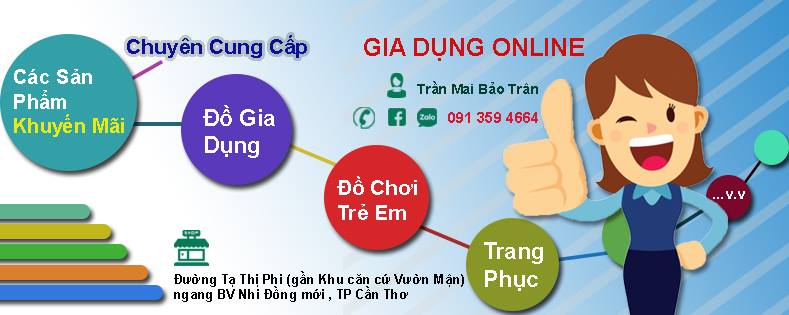 Chuyên Cung Cấp
GIA DỤNG ONLINE
Trần Mai Bảo Trân
Zalo
091 359 4664
Các Sản
Phẩm
Khuyến Mãi
Đồ Gia
Dụng
Đồ Chơi
Trẻ Em
Trang
Phục
...v.v
SHOP
Đường Tạ Thị Phi (gần Khu căn cứ Vườn Mận)
ngang BV Nhi Đồng mới , TP Cần Thơ